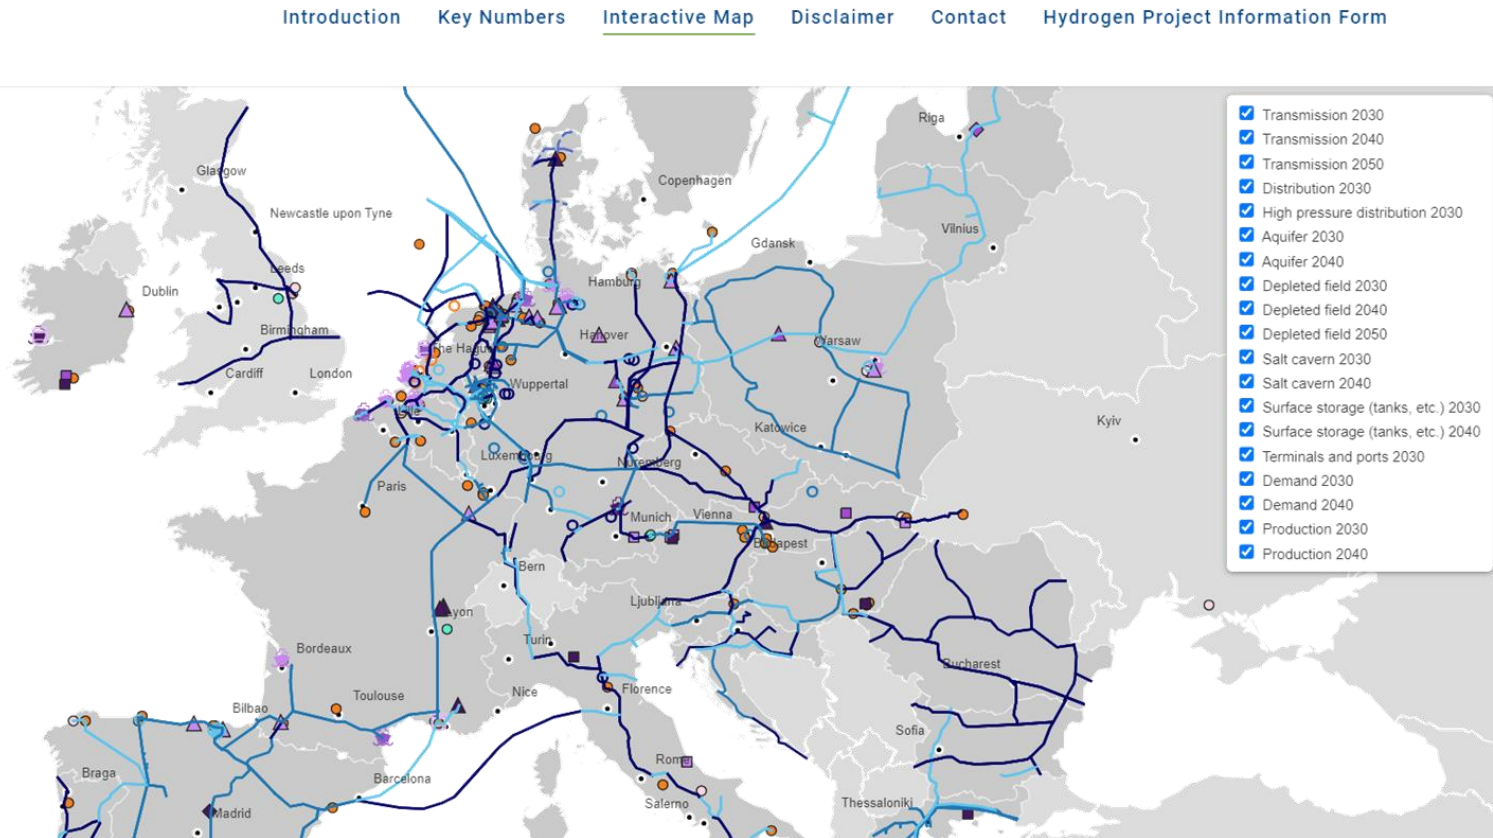 Introduction Key Numbers Interactive Map Disclaimer Contact Hydrogen Project Information Form
Transmission 2030
Transmission 2040
Transmission 2050
Distribution 2030
High pressure distribution 2030
Aquifer 2030
Aquifer 2040
Depleted field 2030
Depleted field 2040
Depleted field 2050
Salt cavern 2030
Salt cavern 2040
Surface storage (tanks, etc.) 2030
Surface storage (tanks, etc.) 2040
Terminals and ports 2030
Demand 2030
Demand 2040
Production 2030
Production 2040
Riga
Glasgow
Copenhagen
Newcastle upon Tyne
Vilnius
Gdansk
Leeds
Hamburg
Dublin
Birmingham
Hanover
Warsaw
The Hague
Cardiff
London
Wuppertal
Lille
Kyiv
Katowice
Luxembourg
Nuremberg
Paris
Munich
Vienna
Budapest
Bern
Ljubljana
Lyon
Turin
Bordeaux
Bucharest
Toulouse
Nice
Florence
Bilbao
Sofia
Rome
Braga
Barcelona
Salerno
Thessaloniki
Madrid